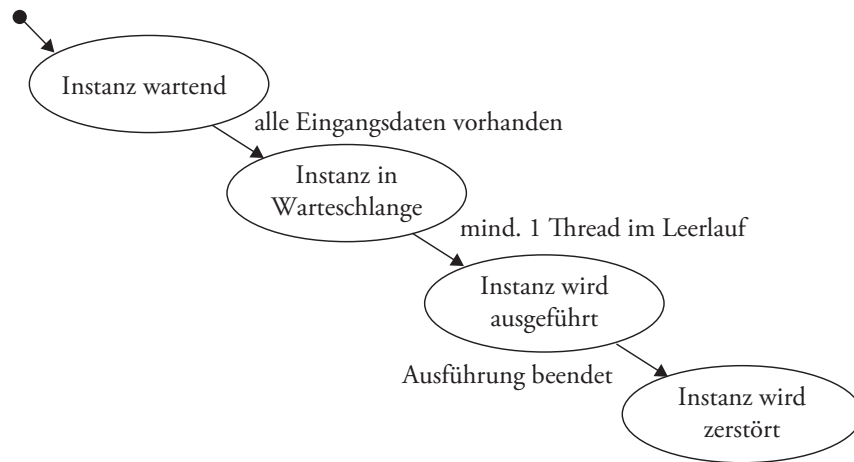 Instanz wartend
alle Eingangsdaten vorhanden
Instanz in
Warteschlange
mind. 1 Thread im Leerlauf
Instanz wird
ausgeführt
Ausführung beendet
Instanz wird
zerstört